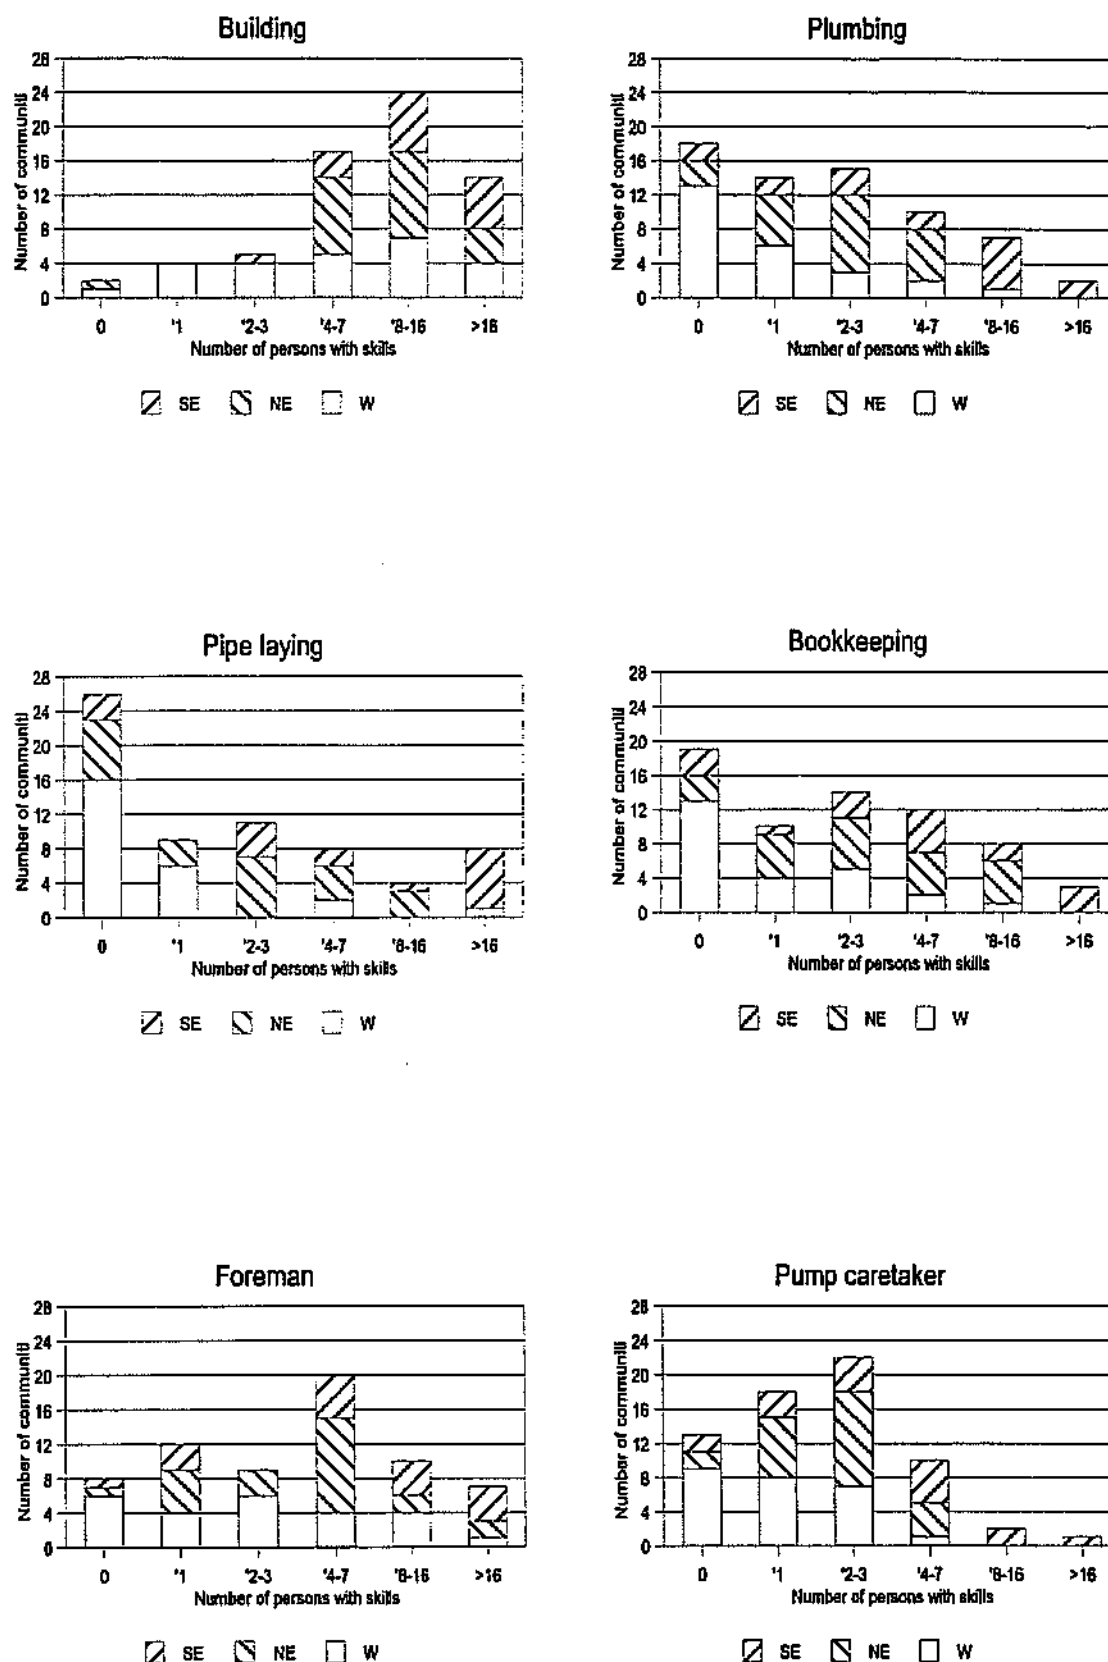 Building
28
24
20
16
12
8
4
0
Number of communiti
0 '1 '2-3 '4-7 '8-16 >16
Number of persons with skills
SE NE W
Plumbing
28
24
20
16
12
8
4
0
Number of communiti
0 '1 '2-3 '4-7 '8-16 >16
Number of persons with skills
SE NE W
Pipe laying
28
24
20
16
12
8
4
0
Number of communiti
0 '1 '2-3 '4-7 '8-16 >16
Number of persons with skills
SE NE W
Bookkeeping
28
24
20
16
12
8
4
0
Number of communiti
0 '1 '2-3 '4-7 '8-16 >16
Number of persons with skills
SE NE W
Foreman
28
24
20
16
12
8
4
0
Number of communiti
0 '1 '2-3 '4-7 '8-16 >16
Number of persons with skills
SE NE W
Pump caretaker
28
24
20
16
12
8
4
0
Number of communiti
0 '1 '2-3 '4-7 '8-16 >16
Number of persons with skills
SE NE W